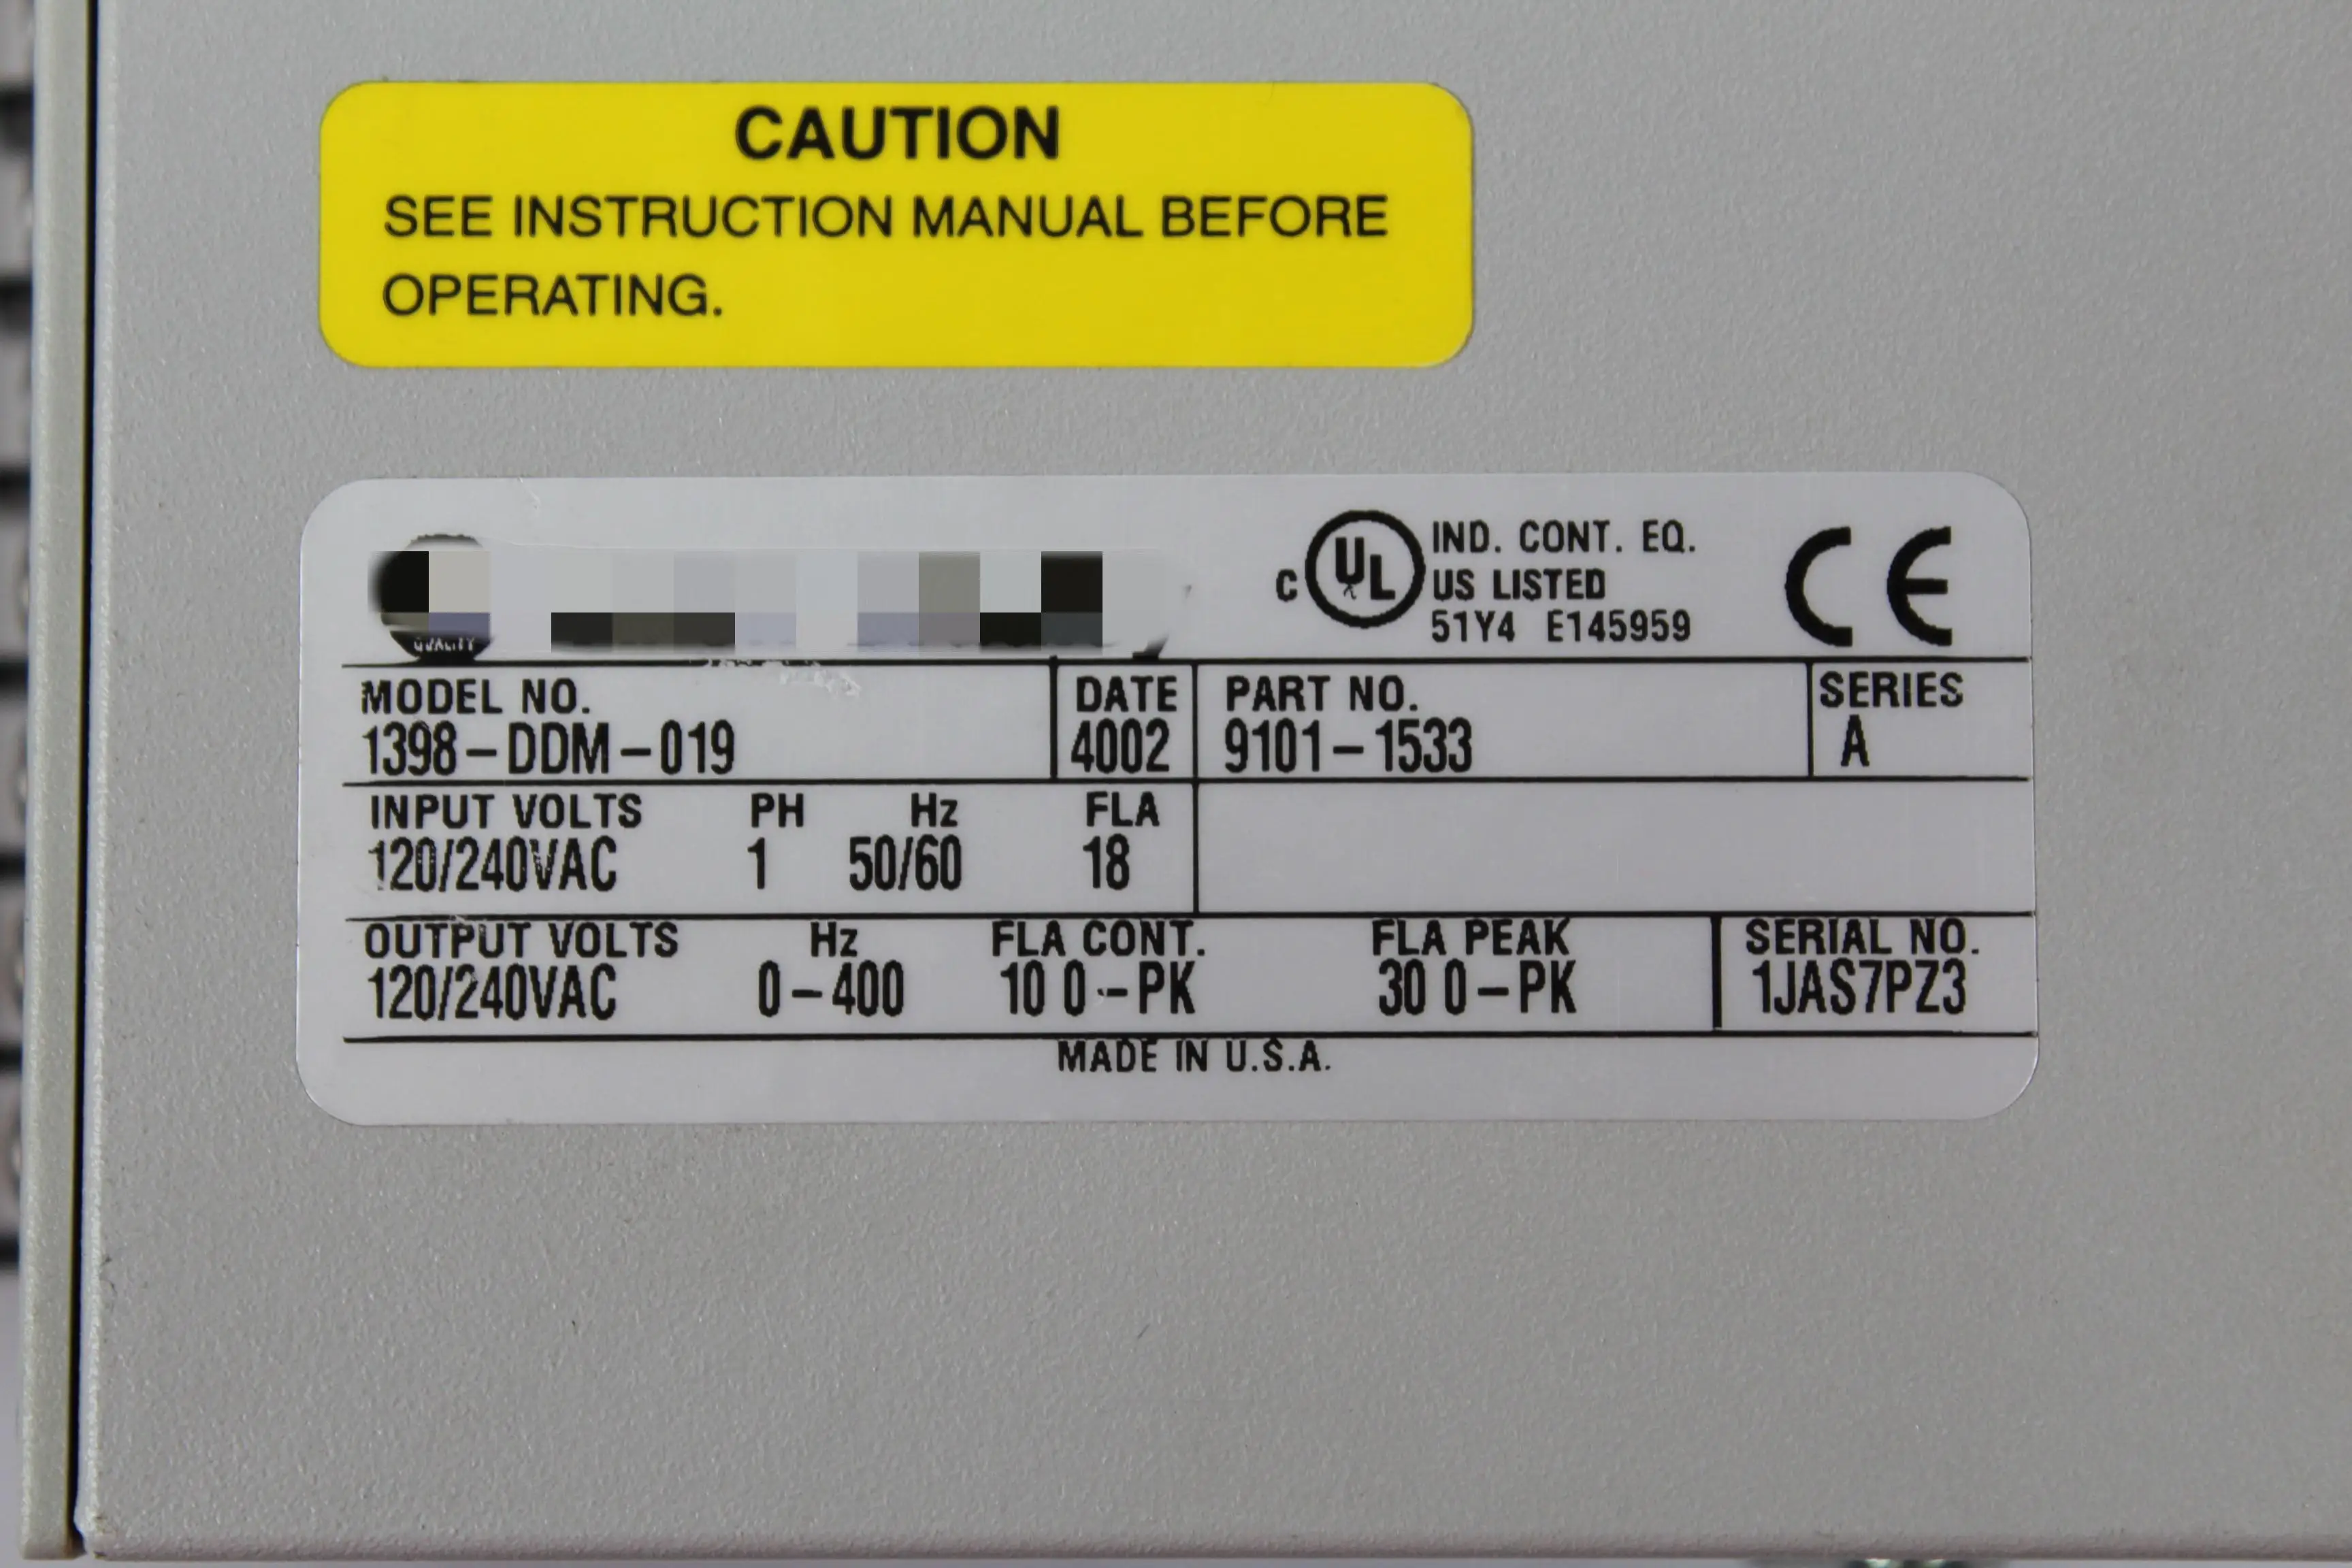 CAUTION
SEE INSTRUCTION MANUAL BEFORE
OPERATING.
QUALITY
C UL IND. CONT. EQ.
US LISTED
51Y4 E145959
CE
MODEL NO. DATE PART NO. SERIES
1398-DDM-019 4002 9101-1533 A
INPUT VOLTS PH Hz FLA
120/240VAC 1 50/60 18
OUTPUT VOLTS Hz FLA CONT. FLA PEAK SERIAL NO.
120/240VAC 0-400 10 0-PK 30 0-PK 1JAS7PZ3
MADE IN U.S.A.